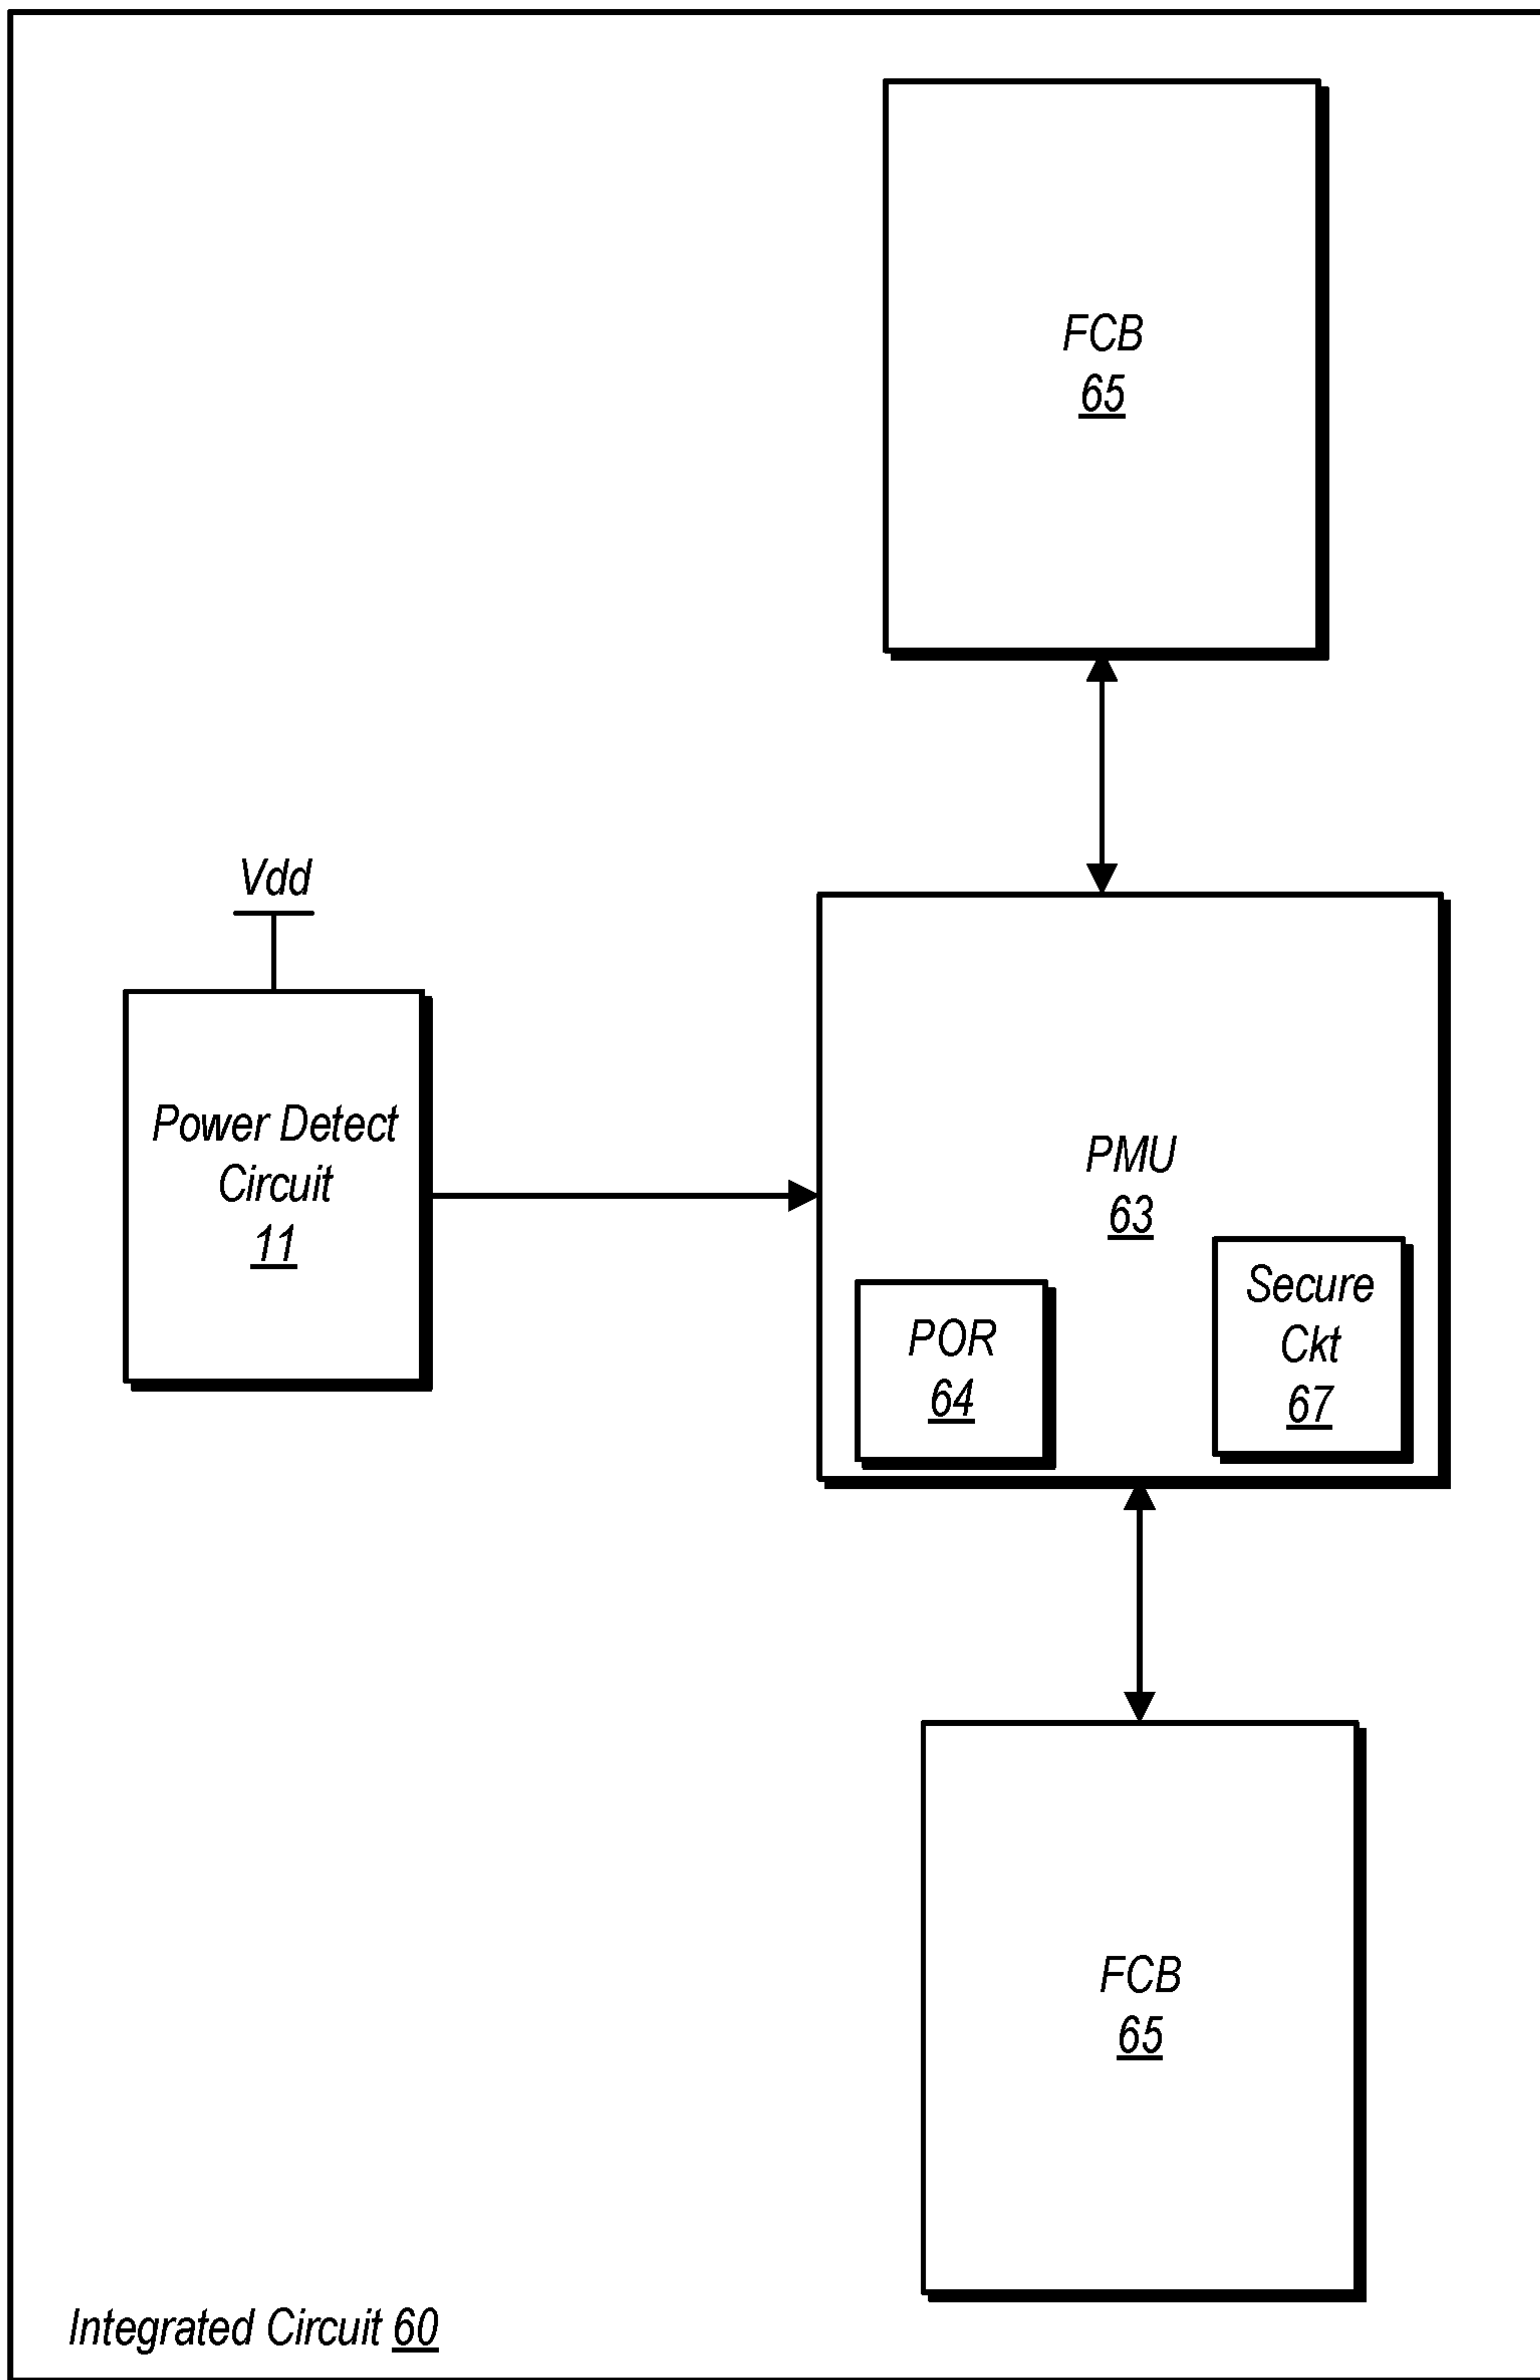 FCB
65
Vdd
Power Detect
Circuit
11
PMU
63
POR
64
Secure
Ckt
67
FCB
65
Integrated Circuit 60